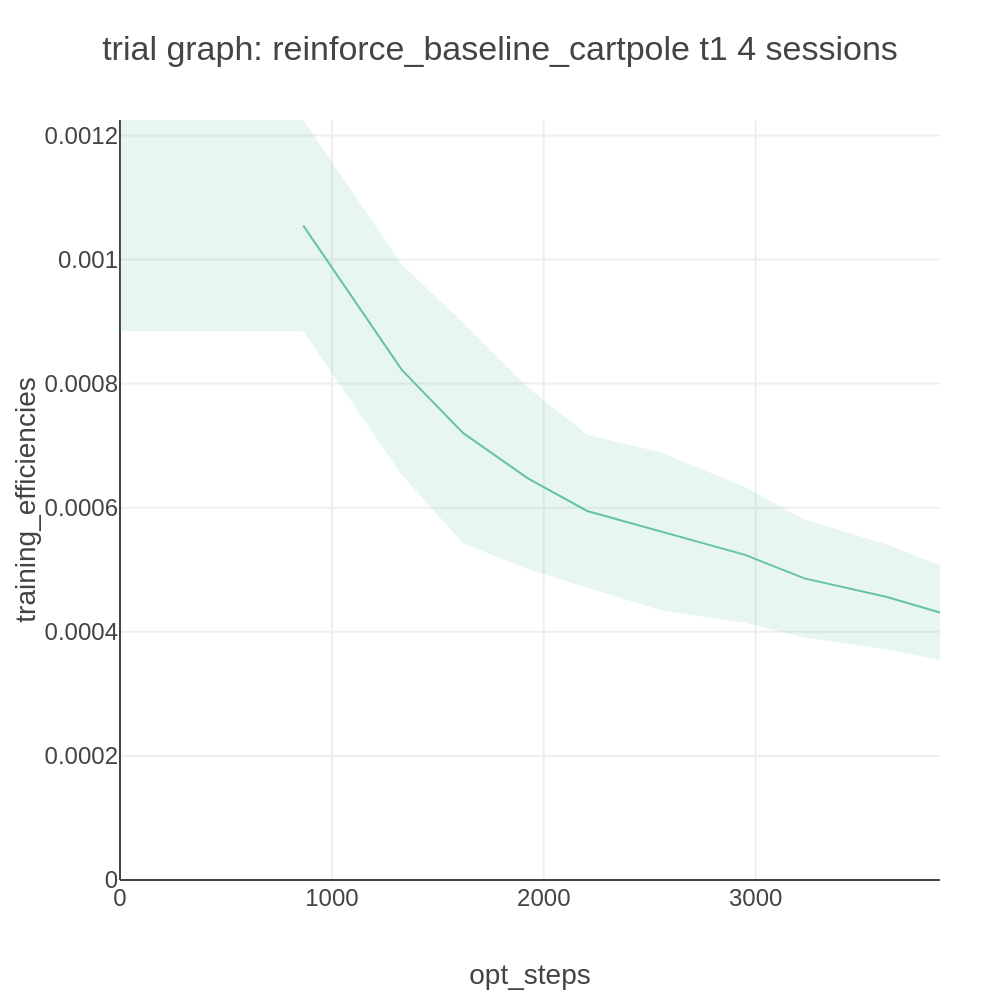 trial graph: reinforce_baseline_cartpole t1 4 sessions
training_efficiencies
0.0012
0.001
0.0008
0.0006
0.0004
0.0002
0
0 1000 2000 3000
opt_steps